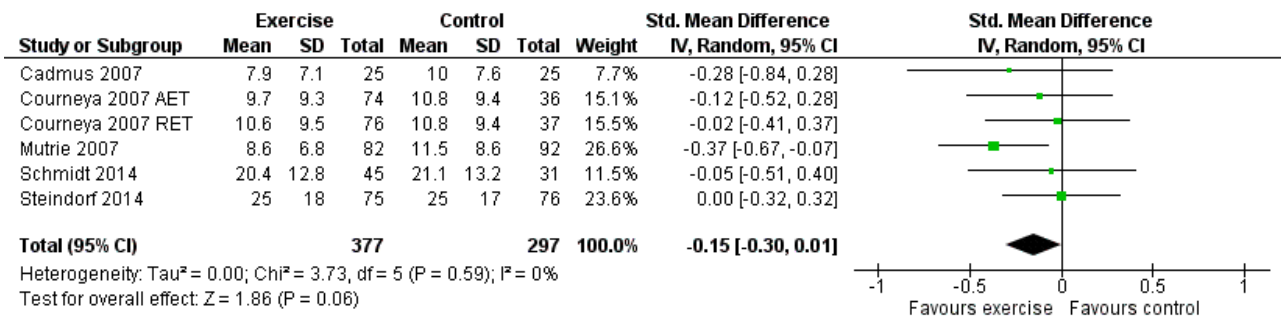 Exercise Control Std. Mean Difference Std. Mean Difference
Study or Subgroup Mean SD Total Mean SD Total Weight IV, Random, 95% CI IV, Random, 95% CI
Cadmus 2007 7.9 7.1 25 10 7.6 25 7.7% -0.28 [-0.84, 0.28]
Courneya 2007 AET 9.7 9.3 74 10.8 9.4 36 15.1% -0.12 [-0.52, 0.28]
Courneya 2007 RET 10.6 9.5 76 10.8 9.4 37 15.5% -0.02 [-0.41, 0.37]
Mutrie 2007 8.6 6.8 82 11.5 8.6 92 26.6% -0.37 [-0.67, -0.07]
Schmidt 2014 20.4 12.8 45 21.1 13.2 31 11.5% -0.05 [-0.51, 0.40]
Steindorf 2014 25 18 75 25 17 76 23.6% 0.00 [-0.32, 0.32]
Total (95% CI) 377 297 100.0% -0.15 [-0.30, 0.01]
Heterogeneity: Tau² = 0.00; Chi² = 3.73, df = 5 (P = 0.59); I² = 0%
Test for overall effect: Z = 1.86 (P = 0.06)
-1 -0.5 0 0.5 1
Favours exercise Favours control